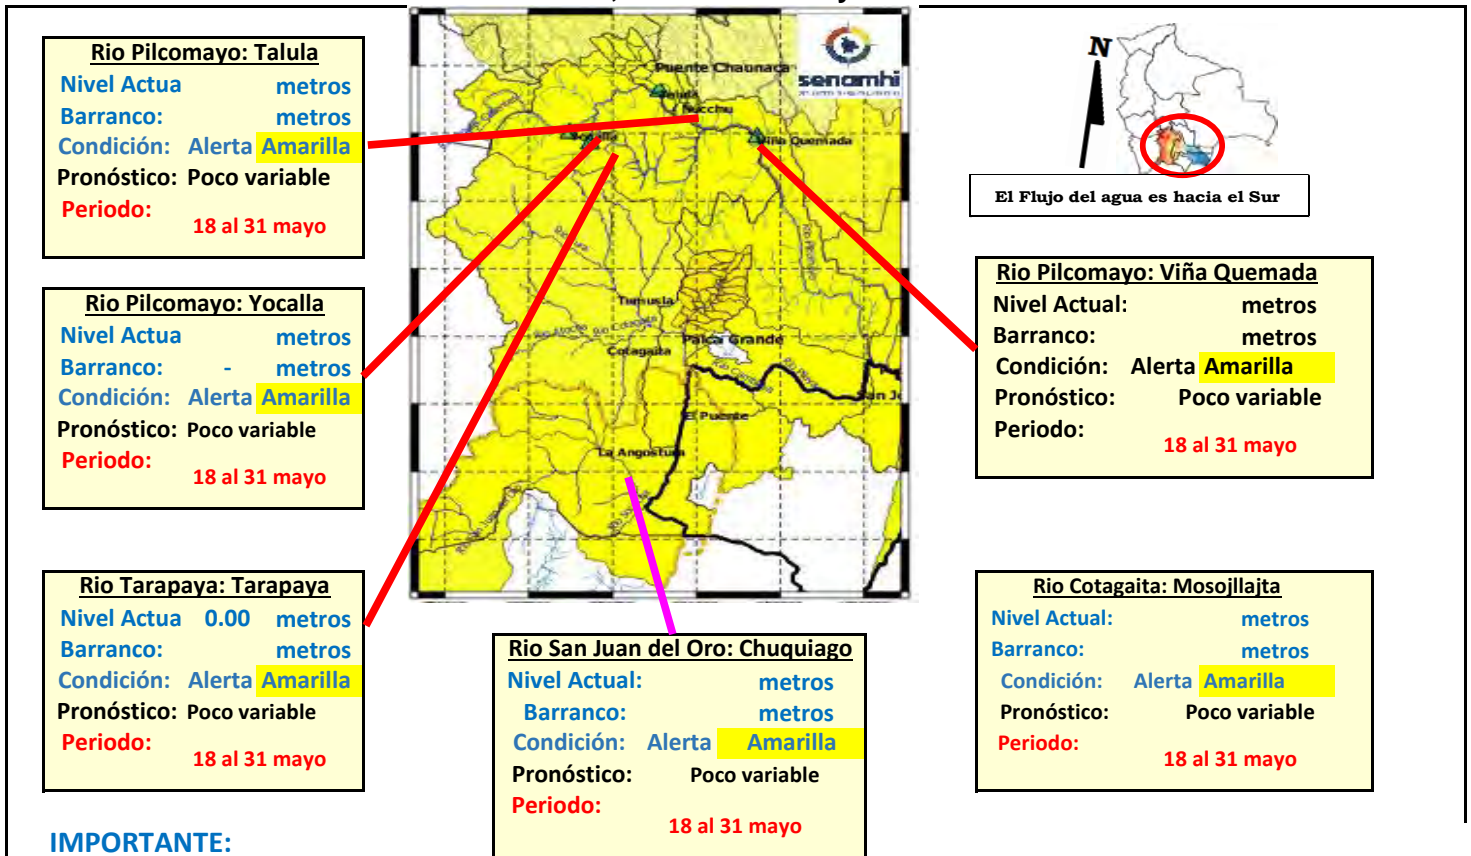 Rio Pilcomayo: Talula
Nivel Actua metros
Barranco: metros
Condición: Alerta Amarilla
Pronóstico: Poco variable
Periodo:
18 al 31 mayo
Rio Pilcomayo: Yocalla
Nivel Actua metros
Barranco: - metros
Condición: Alerta Amarilla
Pronóstico: Poco variable
Periodo:
18 al 31 mayo
Rio Tarapaya: Tarapaya
Nivel Actua 0.00 metros
Barranco: metros
Condición: Alerta Amarilla
Pronóstico: Poco variable
Periodo:
18 al 31 mayo
IMPORTANTE:
senamhi
Puente Chaunaca
Talula
Ñucchu
Yocalla
Viña Quemada
Tumusla
Cotagaita
Palca Grande
El Puente
San J
La Angostura
Rio San Juan del Oro: Chuquiago
Nivel Actual: metros
Barranco: metros
Condición: Alerta Amarilla
Pronóstico: Poco variable
Periodo:
18 al 31 mayo
N
El Flujo del agua es hacia el Sur
Rio Pilcomayo: Viña Quemada
Nivel Actual: metros
Barranco: metros
Condición: Alerta Amarilla
Pronóstico: Poco variable
Periodo:
18 al 31 mayo
Rio Cotagaita: Mosojllajta
Nivel Actual: metros
Barranco: metros
Condición: Alerta Amarilla
Pronóstico: Poco variable
Periodo:
18 al 31 mayo